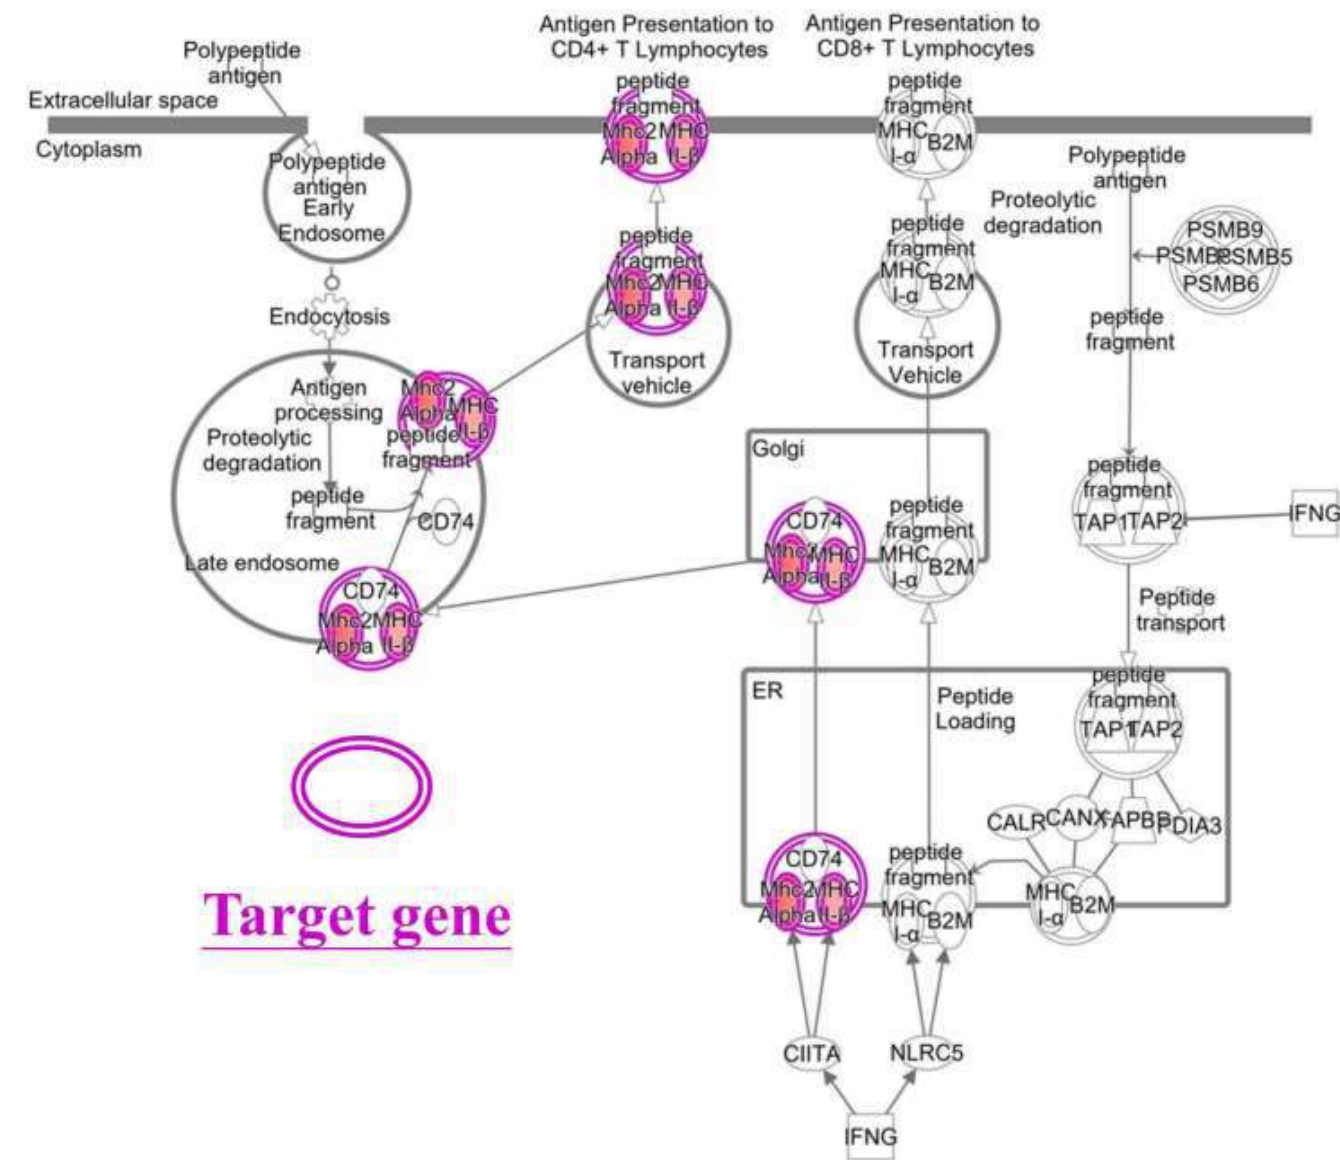 Antigen Presentation to
CD4+ T Lymphocytes
Antigen Presentation to
CD8+ T Lymphocytes
Polypeptide
antigen
Extracellular space
Cytoplasm
peptide
fragment
Mhc2 MHC
Alpha II-β
peptide
fragment
MHC B2M
I-α
Polypeptide
antigen
Early
Endosome
Polypeptide
antigen
Proteolytic
degradation
PSMB9
PSMB5
PSMB6
peptide
fragment
Mhc2 MHC
Alpha II-β
Transport
vehicle
peptide
fragment
MHC B2M
I-α
Transport
Vehicle
peptide
fragment
Endocytosis
Antigen
processing
Proteolytic
degradation
peptide
fragment
Mhc2
Alpha MHC
II-β
peptide
fragment
CD74
Late endosome
CD74
Mhc2 MHC
Alpha II-β
Golgi
CD74
Mhc2 MHC
Alpha II-β
peptide
fragment
MHC B2M
I-α
peptide
fragment
TAP1 TAP2
IFNG
Peptide
transport
ER
Peptide
Loading
peptide
fragment
TAP1 TAP2
CALR CANX TAPBP PDIA3
CD74
Mhc2 MHC
Alpha II-β
peptide
fragment
MHC B2M
I-α
MHC B2M
I-α
Target gene
CIITA
NLRC5
IFNG